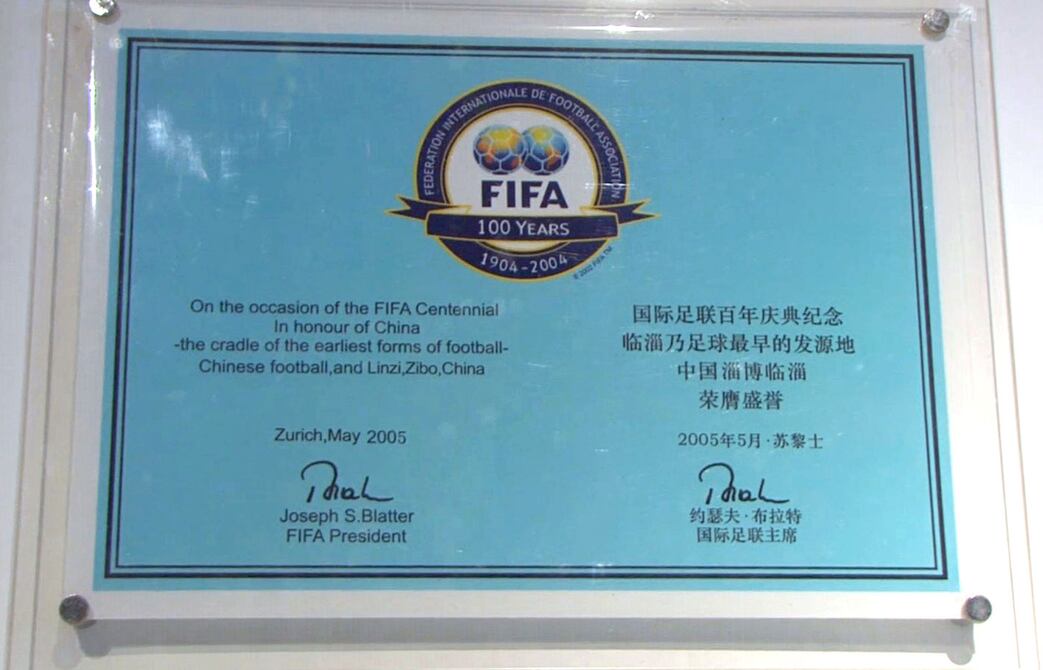 FEDERATION INTERNATIONALE DE FOOTBALL ASSOCIATION
FIFA
100 YEARS
1904-2004
© 2002 FIFA TM
On the occasion of the FIFA Centennial
In honour of China
-the cradle of the earliest forms of football-
Chinese football,and Linzi,Zibo,China
Zurich,May 2005
Joseph S.Blatter
FIFA President
国际足联百年庆典纪念
临淄乃足球最早的发源地
中国淄博临淄
荣膺盛誉
2005年5月·苏黎士
约瑟夫·布拉特
国际足联主席